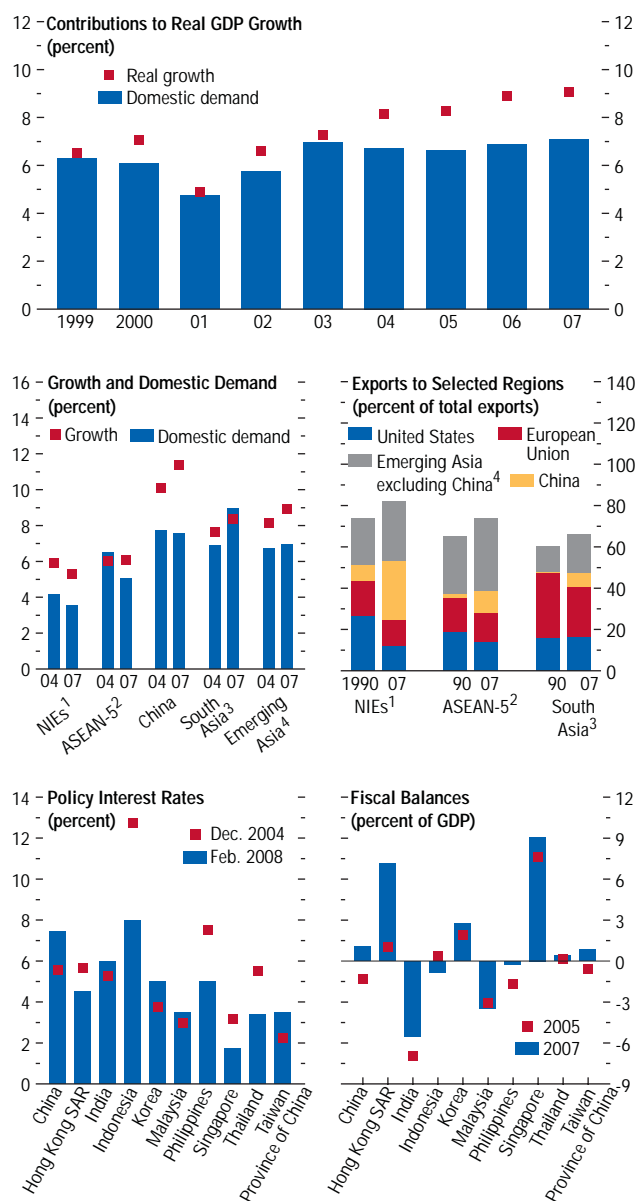 Contributions to Real GDP Growth
(percent)
Real growth
Domestic demand
12
10
8
6
4
2
0
12
10
8
6
4
2
0
1999 2000 01 02 03 04 05 06 07
Growth and Domestic Demand
(percent)
Growth Domestic demand
16
14
12
10
8
6
4
2
0
04 07 04 07 04 07 04 07 04 07
NIEs¹
ASEAN-5²
China
South
Asia³
Emerging
Asia⁴
Exports to Selected Regions
(percent of total exports)
United States
European
Union
Emerging Asia
excluding China⁴
China
140
120
100
80
60
40
20
0
1990 07 90 07 90 07
NIEs¹ ASEAN-5² South
Asia³
Policy Interest Rates
(percent)
Dec. 2004
Feb. 2008
14
12
10
8
6
4
2
0
China
Hong Kong SAR
India
Indonesia
Korea
Malaysia
Philippines
Singapore
Thailand
Taiwan
Province of China
Fiscal Balances
(percent of GDP)
12
9
6
3
0
-3
-6
-9
2005
2007
China
Hong Kong SAR
India
Indonesia
Korea
Malaysia
Philippines
Singapore
Thailand
Taiwan
Province of China